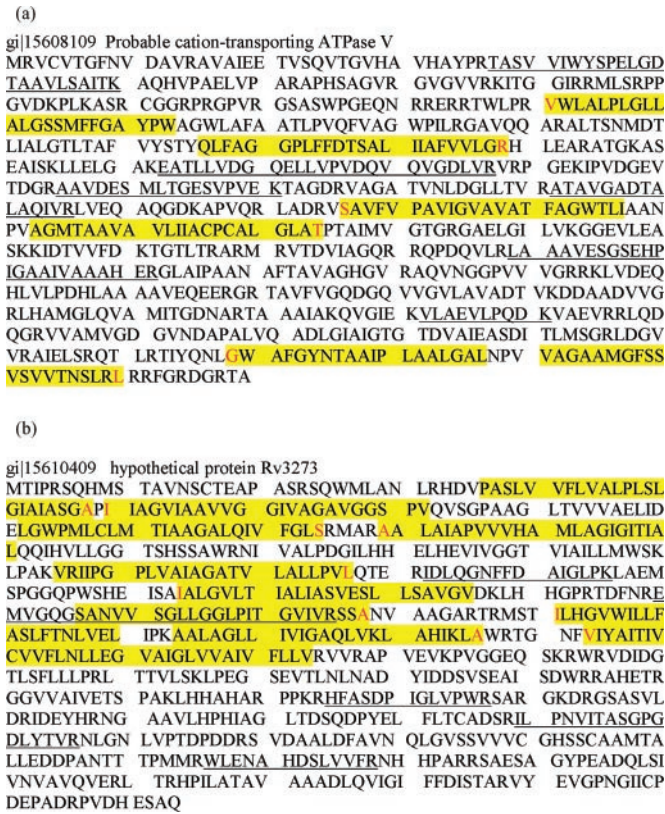 (a)
gi|15608109 Probable cation-transporting ATPase V
MRVCVTGFNV DAVRAVAIEE TVSQVTGVHA VHAYPRTASV VIWYSPELGD
TAAVLSAITK AQHVPAELVP ARAPHSAGVR GVGVVRKITG GIRRMLSRPP
GVDKPLKASR CGGRPRGPVR GSASWPGEQN RRERRTWLPR VWLALPLGLL
ALGSSMFFGA YPWAGWLAFA ATLPVQFVAG WPILRGAVQQ ARALTSNMDT
LIALGTLTAF VYSTYQLFAG GPLFFDTSAL IIAFVVLGRH LEARATGKAS
EAISKLLELG AKEATLLVDG QELLVPVDQV QVGDLVRVRP GEKIPVDGEV
TDGRAAVDES MLTGESVPVE KTAGDRVAGA TVNLDGLLTV RATAVGADTA
LAQIVRLVEQ AQGDKAPVQR LADRVSAVFV PAVIGVAVAT FAGWTLIAAN
PVAGMTAAVA VLIIACPCAL GLATPTAIMV GTGRGAELGI LVKGGEVLEA
SKKIDTVVFD KTGTLTRARM RVTDVIAGQR RQPDQVLRLA AAVESGSEHP
IGAAIVAAAH ERGLAIPAAN AFTAVAGHGV RAQVNGGPVV VGRRKLVDEQ
HLVLPDHLAA AAVEQEERGR TAVFVGQDGQ VVGVLAVADT VKDDAADVVG
RLHAMGLQVA MITGDNARTA AAIAKQVGIE KVLAEVLPQD KVAEVRRLQD
QGRVVAMVGD GVNDAPALVQ ADLGIAIGTG TDVAIEASDI TLMSGRLDGV
VRAIELSRQT LRTIYQNLGW AFGYNTAAIP LAALGALNPV VAGAAMGFSS
VSVVTNSLRL RRFGRDGRTA
(b)
gi|15610409 hypothetical protein Rv3273
MTIPRSQHMS TAVNSCTEAP ASRSQWMLAN LRHDVPASLV VFLVALPLSL
GIAIASGAPI IAGVIAAVVG GIVAGAVGGS PVQVSGPAAG LTVVVAELID
ELGWPMLCLM TIAAGALQIV FGLSRMARAA LAIAPVVVHA MLAGIGITIA
LQQIHVLLGG TSHSSAWRNI VALPDGILHH ELHEVIVGGT VIAILLMWSK
LPAKVRIIPG PLVAIAGATV LALLPVLQTE RIDLQGNFFD AIGLPKLAEM
SPGGQPWSHE ISAIALGVLT IALIASVESL LSAVGVDKLH HGPRTDFNRE
MVGQGSANVV SGLLGGLPIT GVIVRSSANV AAGARTRMST ILHGVWILLF
ASLFTNLVEL IPKAALAGLL IVIGAQLVKL AHIKLAWRTG NFVIYAITIV
CVVFLNLLEG VAIGLVVAIV FLLVRVVRAP VEVKPVGGEQ SKRWRVDIDG
TLSFLLLPRL TTVLSKLPEG SEVTLNLNAD YIDDSVSEAI SDWRRAHETR
GGVVAIVETS PAKLHHAHAR PPKRHFASDP IGLVPWRSAR GKDRGSASVL
DRIDEYHRNG AAVLHPHIAG LTDSQDPYEL FLTCADSRIL PNVITASGPG
DLYTVRNLGN LVPTDPDDRS VDAALDFAVN QLGVSSVVVC GHSSCAAMTA
LLEDDPANTT TPMMRWLENA HDSLVVFRNH HPARRSAESA GYPEADQLSI
VNVAVQVERL TRHPILATAV AAADLQVIGI FFDISTARVY EVGPNGIICP
DEPADRPVDH ESAQ